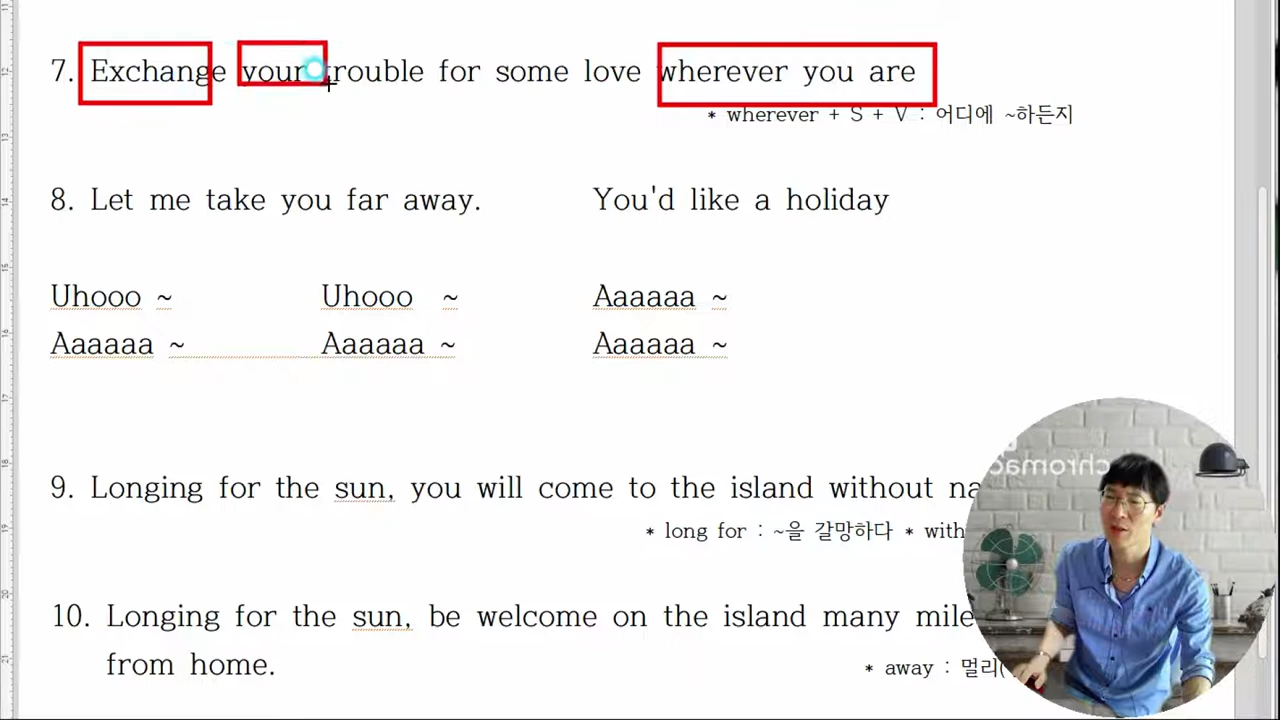 7. Exchange your trouble for some love wherever you are
* wherever + S + V : 어디에 ~하든지
8. Let me take you far away. You'd like a holiday
Uhooo ~ Uhooo ~ Aaaaaa ~
Aaaaaa ~ Aaaaaa ~ Aaaaaa ~
9. Longing for the sun, you will come to the island without na
* long for : ~을 갈망하다 * with
10. Longing for the sun, be welcome on the island many mile
from home.
* away : 멀리(